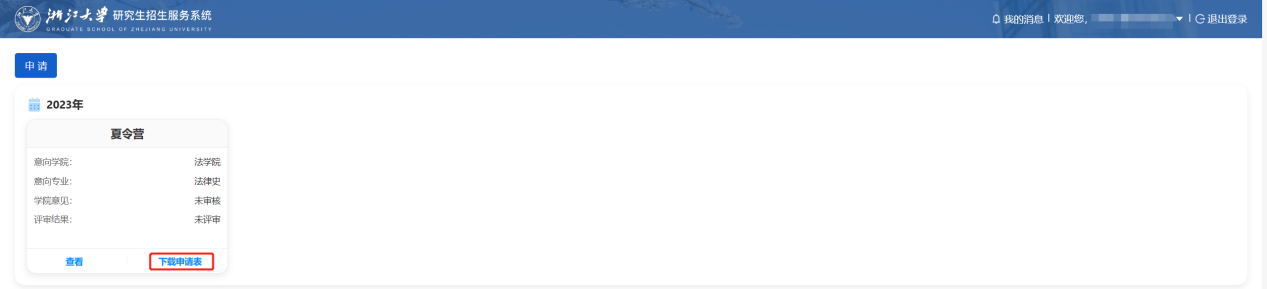 浙江大学 研究生招生服务系统
GRADUATE SCHOOL OF ZHEJIANG UNIVERSITY
我的消息 | 欢迎您, | 退出登录
申请
2023年
夏令营
意向学院: 法学院
意向专业: 法律史
学院意见: 未审核
评审结果: 未评审
查看 下载申请表